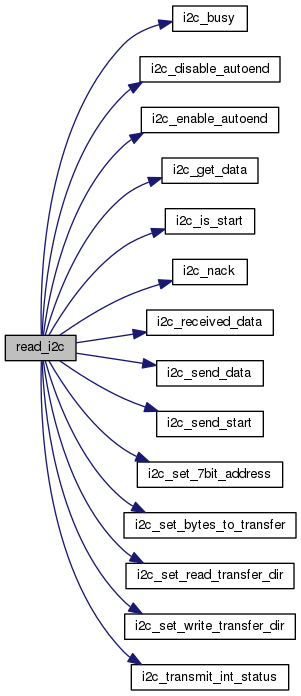 i2c_busy
i2c_disable_autoend
i2c_enable_autoend
i2c_get_data
i2c_is_start
i2c_nack
read_i2c
i2c_received_data
i2c_send_data
i2c_send_start
i2c_set_7bit_address
i2c_set_bytes_to_transfer
i2c_set_read_transfer_dir
i2c_set_write_transfer_dir
i2c_transmit_int_status